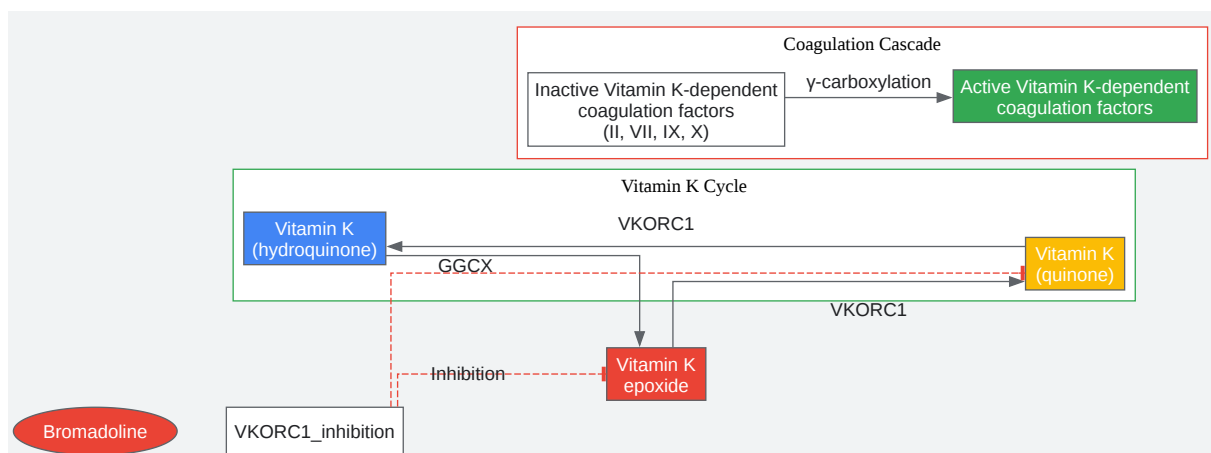 Coagulation Cascade
Inactive Vitamin K-dependent
coagulation factors
(II, VII, IX, X)
γ-carboxylation
Active Vitamin K-dependent
coagulation factors
Vitamin K Cycle
Vitamin K
(hydroquinone)
VKORC1
GGCX
Vitamin K
(quinone)
VKORC1
Inhibition
Vitamin K
epoxide
Bromadoline
VKORC1_inhibition